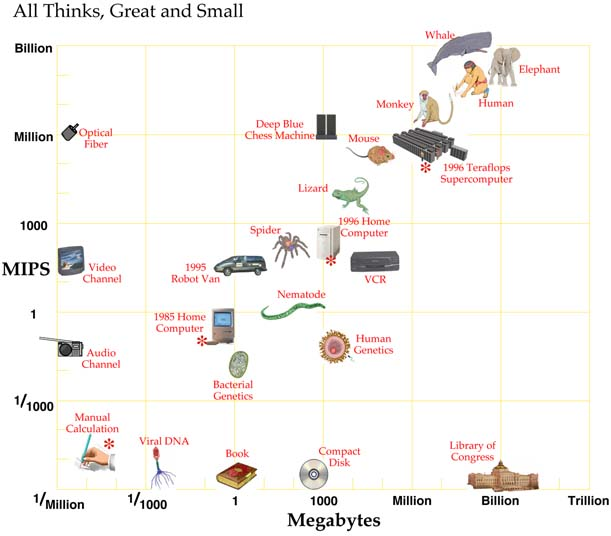 All Thinks, Great and Small
Billion
Whale
Elephant
Human
Monkey
Million
Optical
Fiber
Deep Blue
Chess Machine
Mouse
1996 Teraflops
Supercomputer
*
Lizard
1000
Spider
1996 Home
Computer
*
MIPS
Video
Channel
1995
Robot Van
VCR
Nematode
1
1985 Home
Computer
*
Audio
Channel
Human
Genetics
Bacterial
Genetics
1/1000
Manual
Calculation
*
Viral DNA
Book
Compact
Disk
Library of
Congress
1/Million
1/1000
1
1000
Million
Billion
Trillion
Megabytes